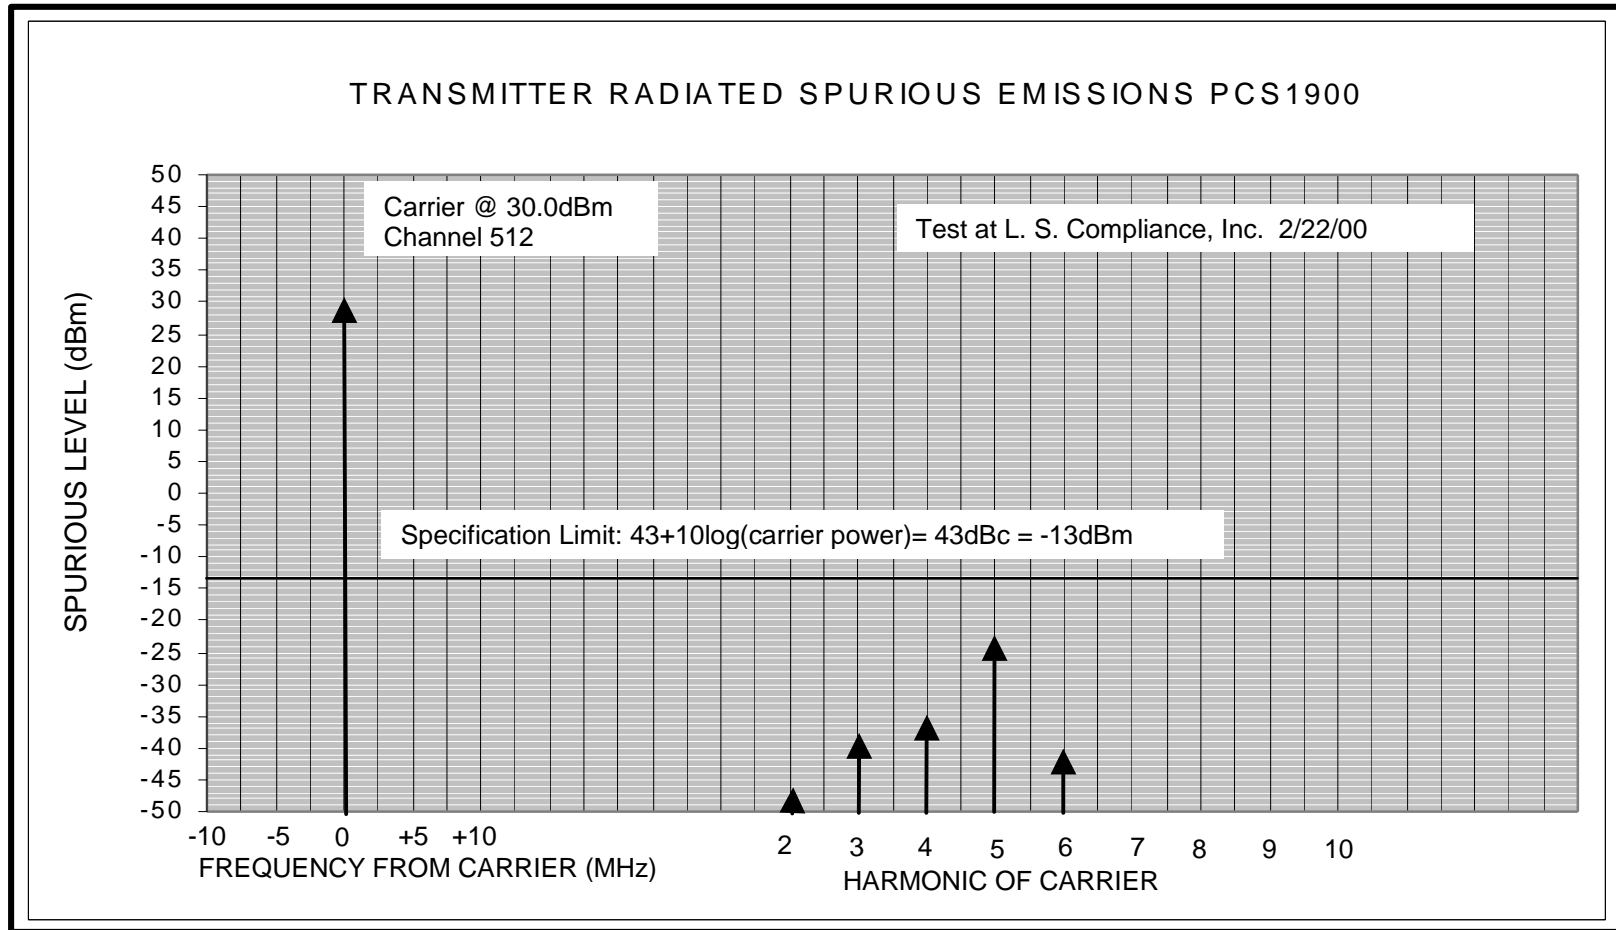 TRANSMITTER RADIATED SPURIOUS EMISSIONS PCS1900
Carrier @ 30.0dBm
Channel 512
Test at L. S. Compliance, Inc. 2/22/00
SPURIOUS LEVEL (dBm)
50
45
40
35
30
25
20
15
10
5
0
-5
-10
-15
-20
-25
-30
-35
-40
-45
-50
Specification Limit: 43+10log(carrier power)= 43dBc = -13dBm
-10 -5 0 +5 +10
2 3 4 5 6 7 8 9 10
FREQUENCY FROM CARRIER (MHz)
HARMONIC OF CARRIER